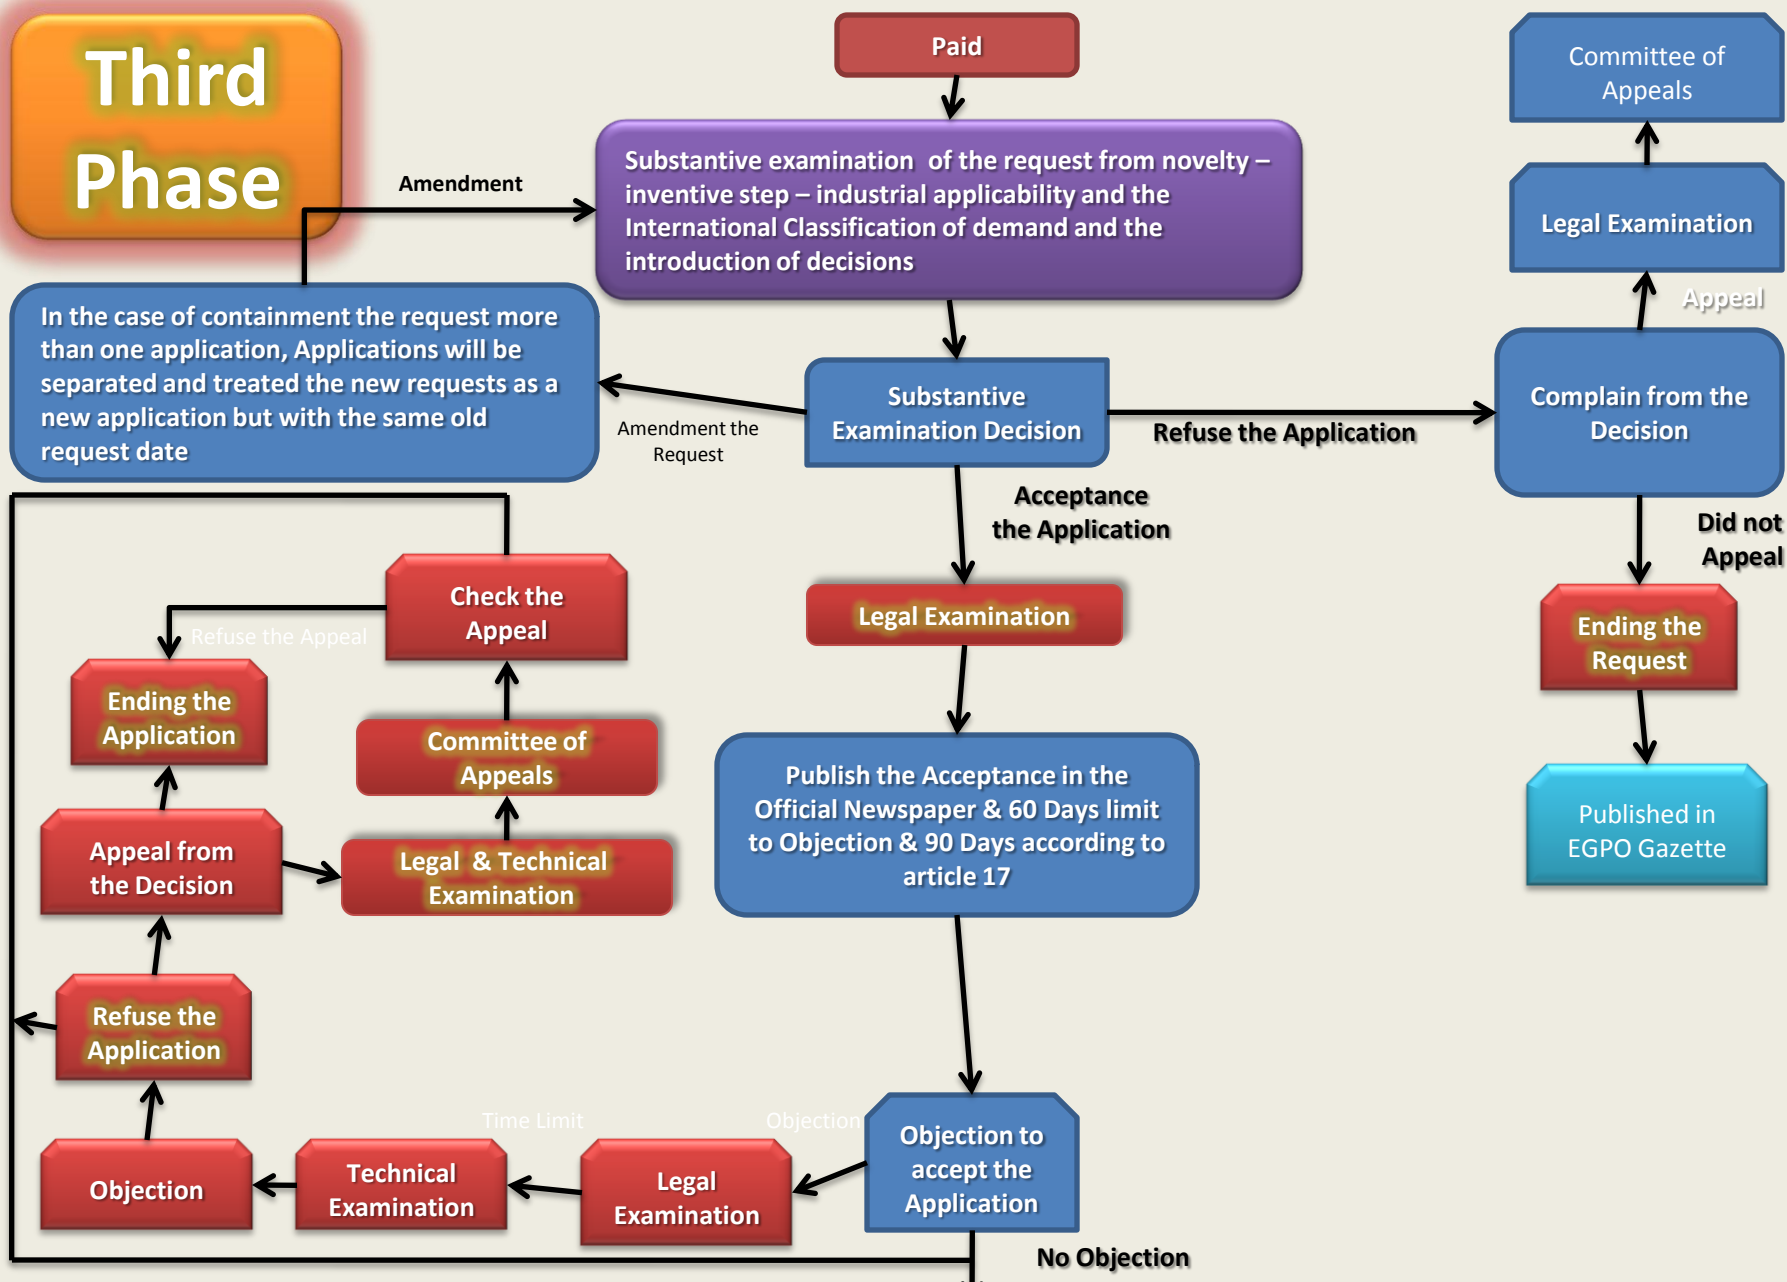 Third
Phase
Paid
Committee of
Appeals
Amendment
Substantive examination  of the request from novelty –
inventive step – industrial applicability and the
International Classification of demand and the
introduction of decisions
Legal Examination
Appeal
In the case of containment the request more
than one application, Applications will be
separated and treated the new requests as a
new application but with the same old
request date
Amendment the
Request
Substantive
Examination Decision
Refuse the Application
Complain from the
Decision
Acceptance
the Application
Did not
Appeal
Check the
Appeal
Refuse the Appeal
Legal Examination
Ending the
Request
Ending the
Application
Committee of
Appeals
Publish the Acceptance in the
Official Newspaper & 60 Days limit
to Objection & 90 Days according to
article 17
Published in
EGPO Gazette
Appeal from
the Decision
Legal  & Technical
Examination
Refuse the
Application
Time Limit
Objection
Objection to
accept the
Application
Objection
Technical
Examination
Legal
Examination
No Objection